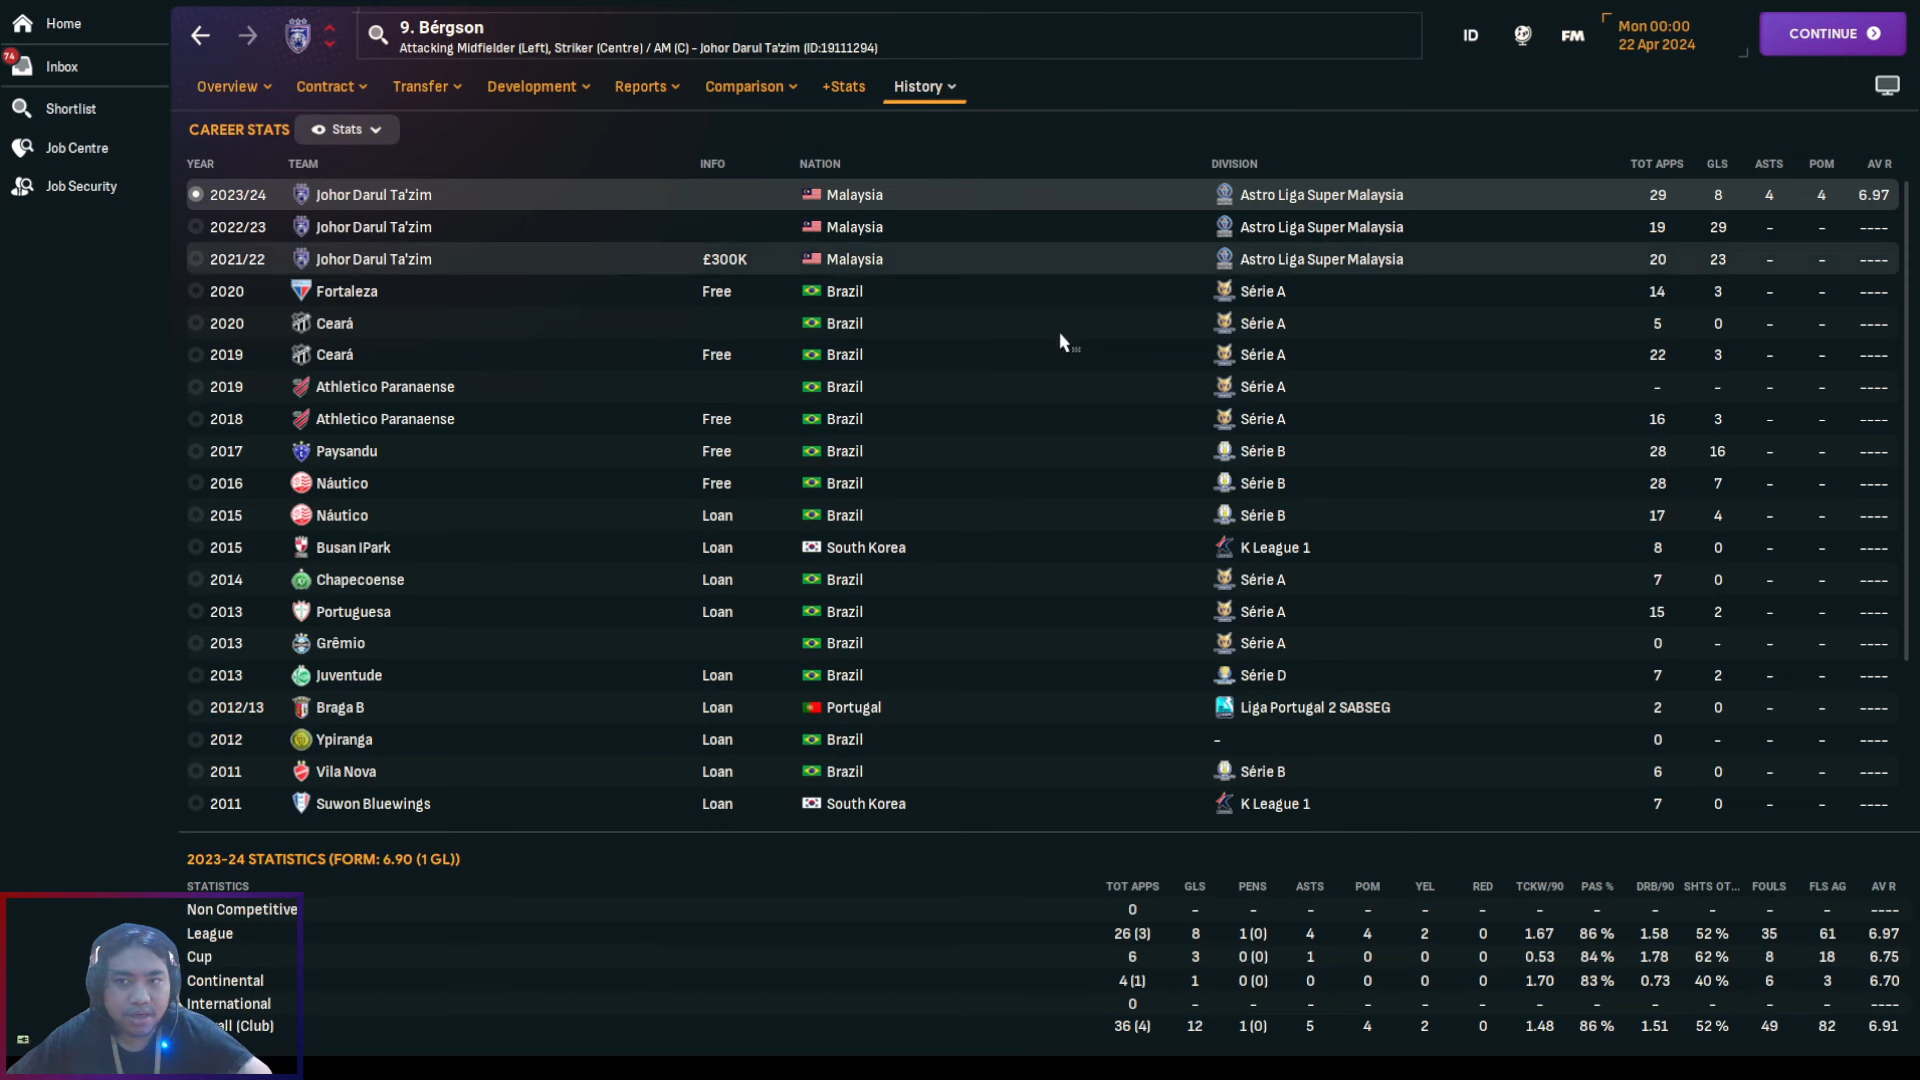 Home
74
Inbox
Shortlist
Job Centre
Job Security
9. Bérgson
Attacking Midfielder (Left), Striker (Centre) / AM (C) - Johor Darul Ta'zim (ID:19111294)
ID
FM
Mon 00:00
22 Apr 2024
CONTINUE
Overview Contract Transfer Development Reports Comparison +Stats History
CAREER STATS Stats
YEAR TEAM INFO NATION DIVISION TOT APPS GLS ASTS POM AV R
2023/24 Johor Darul Ta'zim Malaysia Astro Liga Super Malaysia 29 8 4 4 6.97
2022/23 Johor Darul Ta'zim Malaysia Astro Liga Super Malaysia 19 29 - - ----
2021/22 Johor Darul Ta'zim £300K Malaysia Astro Liga Super Malaysia 20 23 - - ----
2020 Fortaleza Free Brazil Série A 14 3 - - ----
2020 Ceará Brazil Série A 5 0 - - ----
2019 Ceará Free Brazil Série A 22 3 - - ----
2019 Athletico Paranaense Brazil Série A - - - - ----
2018 Athletico Paranaense Free Brazil Série A 16 3 - - ----
2017 Paysandu Free Brazil Série B 28 16 - - ----
2016 Náutico Free Brazil Série B 28 7 - - ----
2015 Náutico Loan Brazil Série B 17 4 - - ----
2015 Busan IPark Loan South Korea K League 1 8 0 - - ----
2014 Chapecoense Loan Brazil Série A 7 0 - - ----
2013 Portuguesa Loan Brazil Série A 15 2 - - ----
2013 Grêmio Brazil Série A 0 - - - ----
2013 Juventude Loan Brazil Série D 7 2 - - ----
2012/13 Braga B Loan Portugal Liga Portugal 2 SABSEG 2 0 - - ----
2012 Ypiranga Loan Brazil - 0 - - - ----
2011 Vila Nova Loan Brazil Série B 6 0 - - ----
2011 Suwon Bluewings Loan South Korea K League 1 7 0 - - ----
2023-24 STATISTICS (FORM: 6.90 (1 GL))
STATISTICS TOT APPS GLS PENS ASTS POM YEL RED TCKW/90 PAS % DRB/90 SHTS OT... FOULS FLS AG AV R
Non Competitive 0 - - - - - - - - - - - - ----
League 26 (3) 8 1 (0) 4 4 2 0 1.67 86 % 1.58 52 % 35 61 6.97
Cup 6 3 0 (0) 1 0 0 0 0.53 84 % 1.78 62 % 8 18 6.75
Continental 4 (1) 1 0 (0) 0 0 0 0 1.70 83 % 0.73 40 % 6 3 6.70
International 0 - - - - - - - - - - - - ----
all (Club) 36 (4) 12 1 (0) 5 4 2 0 1.48 86 % 1.51 52 % 49 82 6.91